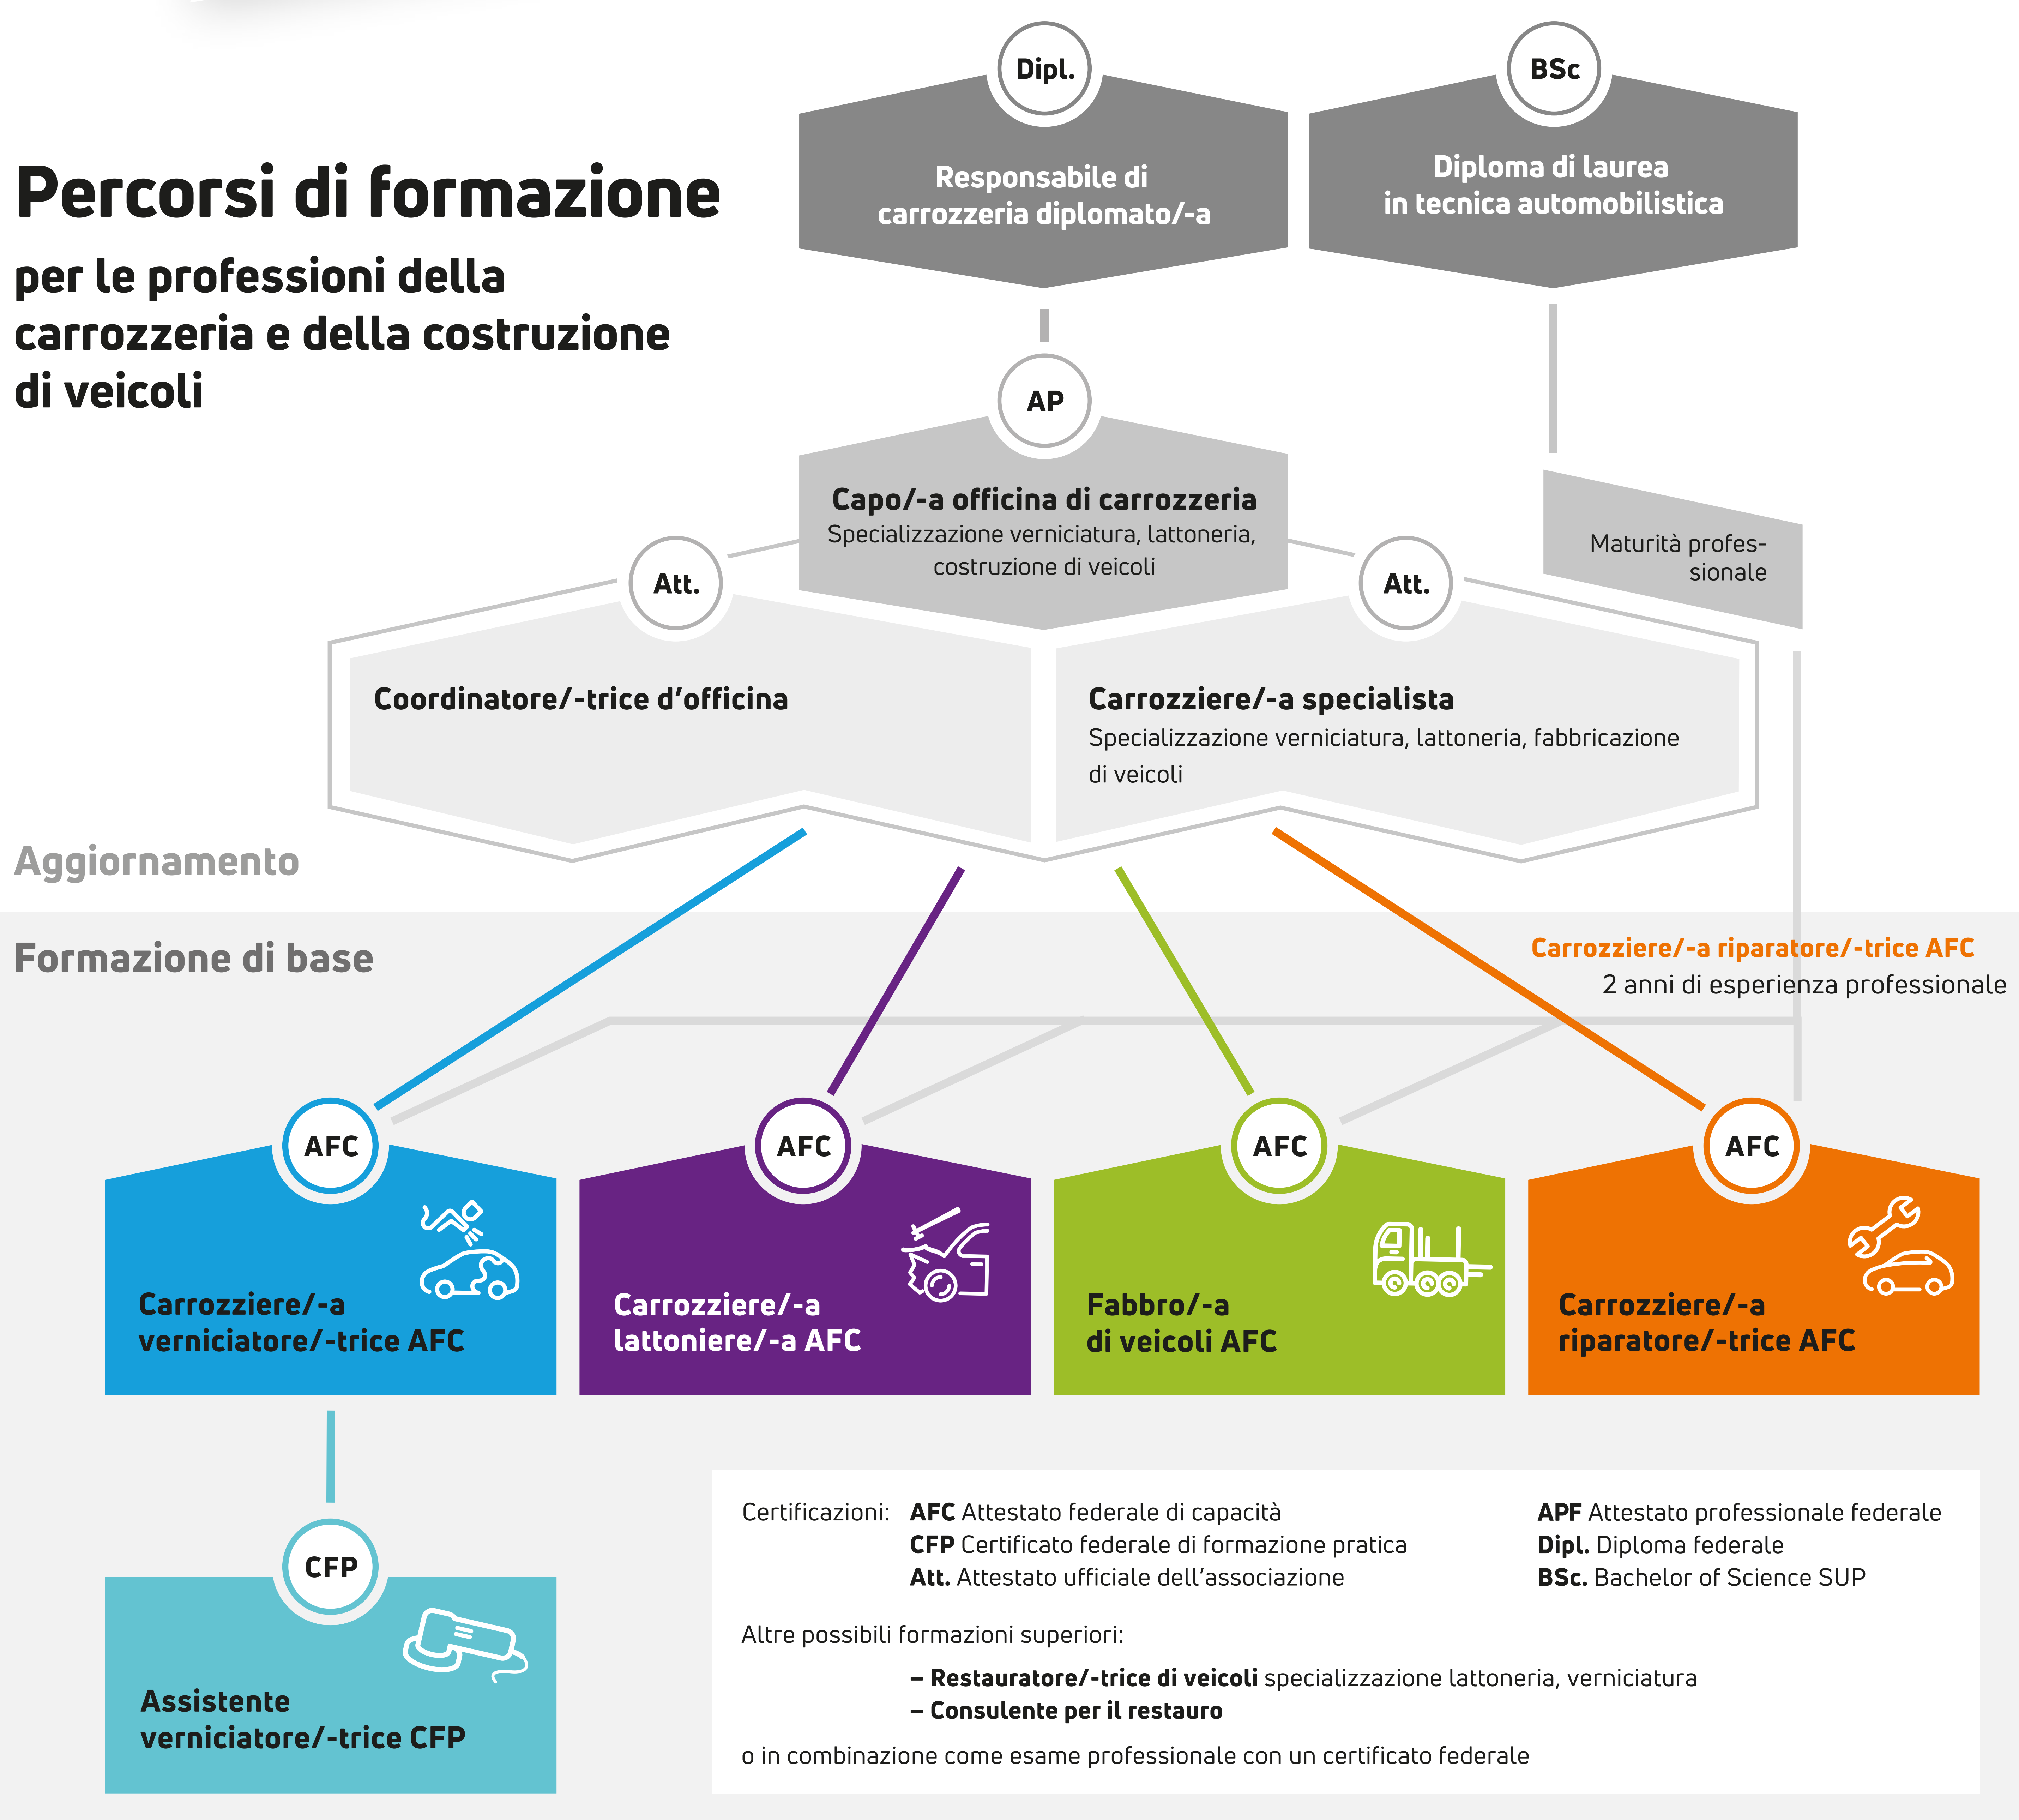 Percorsi di formazione
per le professioni della
carrozzeria e della costruzione
di veicoli
Dipl.
Responsabile di
carrozzeria diplomato/-a
BSc
Diploma di laurea
in tecnica automobilistica
AP
Capo/-a officina di carrozzeria
Specializzazione verniciatura, lattoneria,
costruzione di veicoli
Maturità profes-
sionale
Att.
Coordinatore/-trice d’officina
Att.
Carrozziere/-a specialista
Specializzazione verniciatura, lattoneria, fabbricazione
di veicoli
Aggiornamento
Formazione di base
Carrozziere/-a riparatore/-trice AFC
2 anni di esperienza professionale
AFC
Carrozziere/-a
verniciatore/-trice AFC
AFC
Carrozziere/-a
lattoniere/-a AFC
AFC
Fabbro/-a
di veicoli AFC
AFC
Carrozziere/-a
riparatore/-trice AFC
CFP
Assistente
verniciatore/-trice CFP
Certificazioni: AFC Attestato federale di capacità
CFP Certificato federale di formazione pratica
Att. Attestato ufficiale dell’associazione
APF Attestato professionale federale
Dipl. Diploma federale
BSc. Bachelor of Science SUP
Altre possibili formazioni superiori:
– Restauratore/-trice di veicoli specializzazione lattoneria, verniciatura
– Consulente per il restauro
o in combinazione come esame professionale con un certificato federale